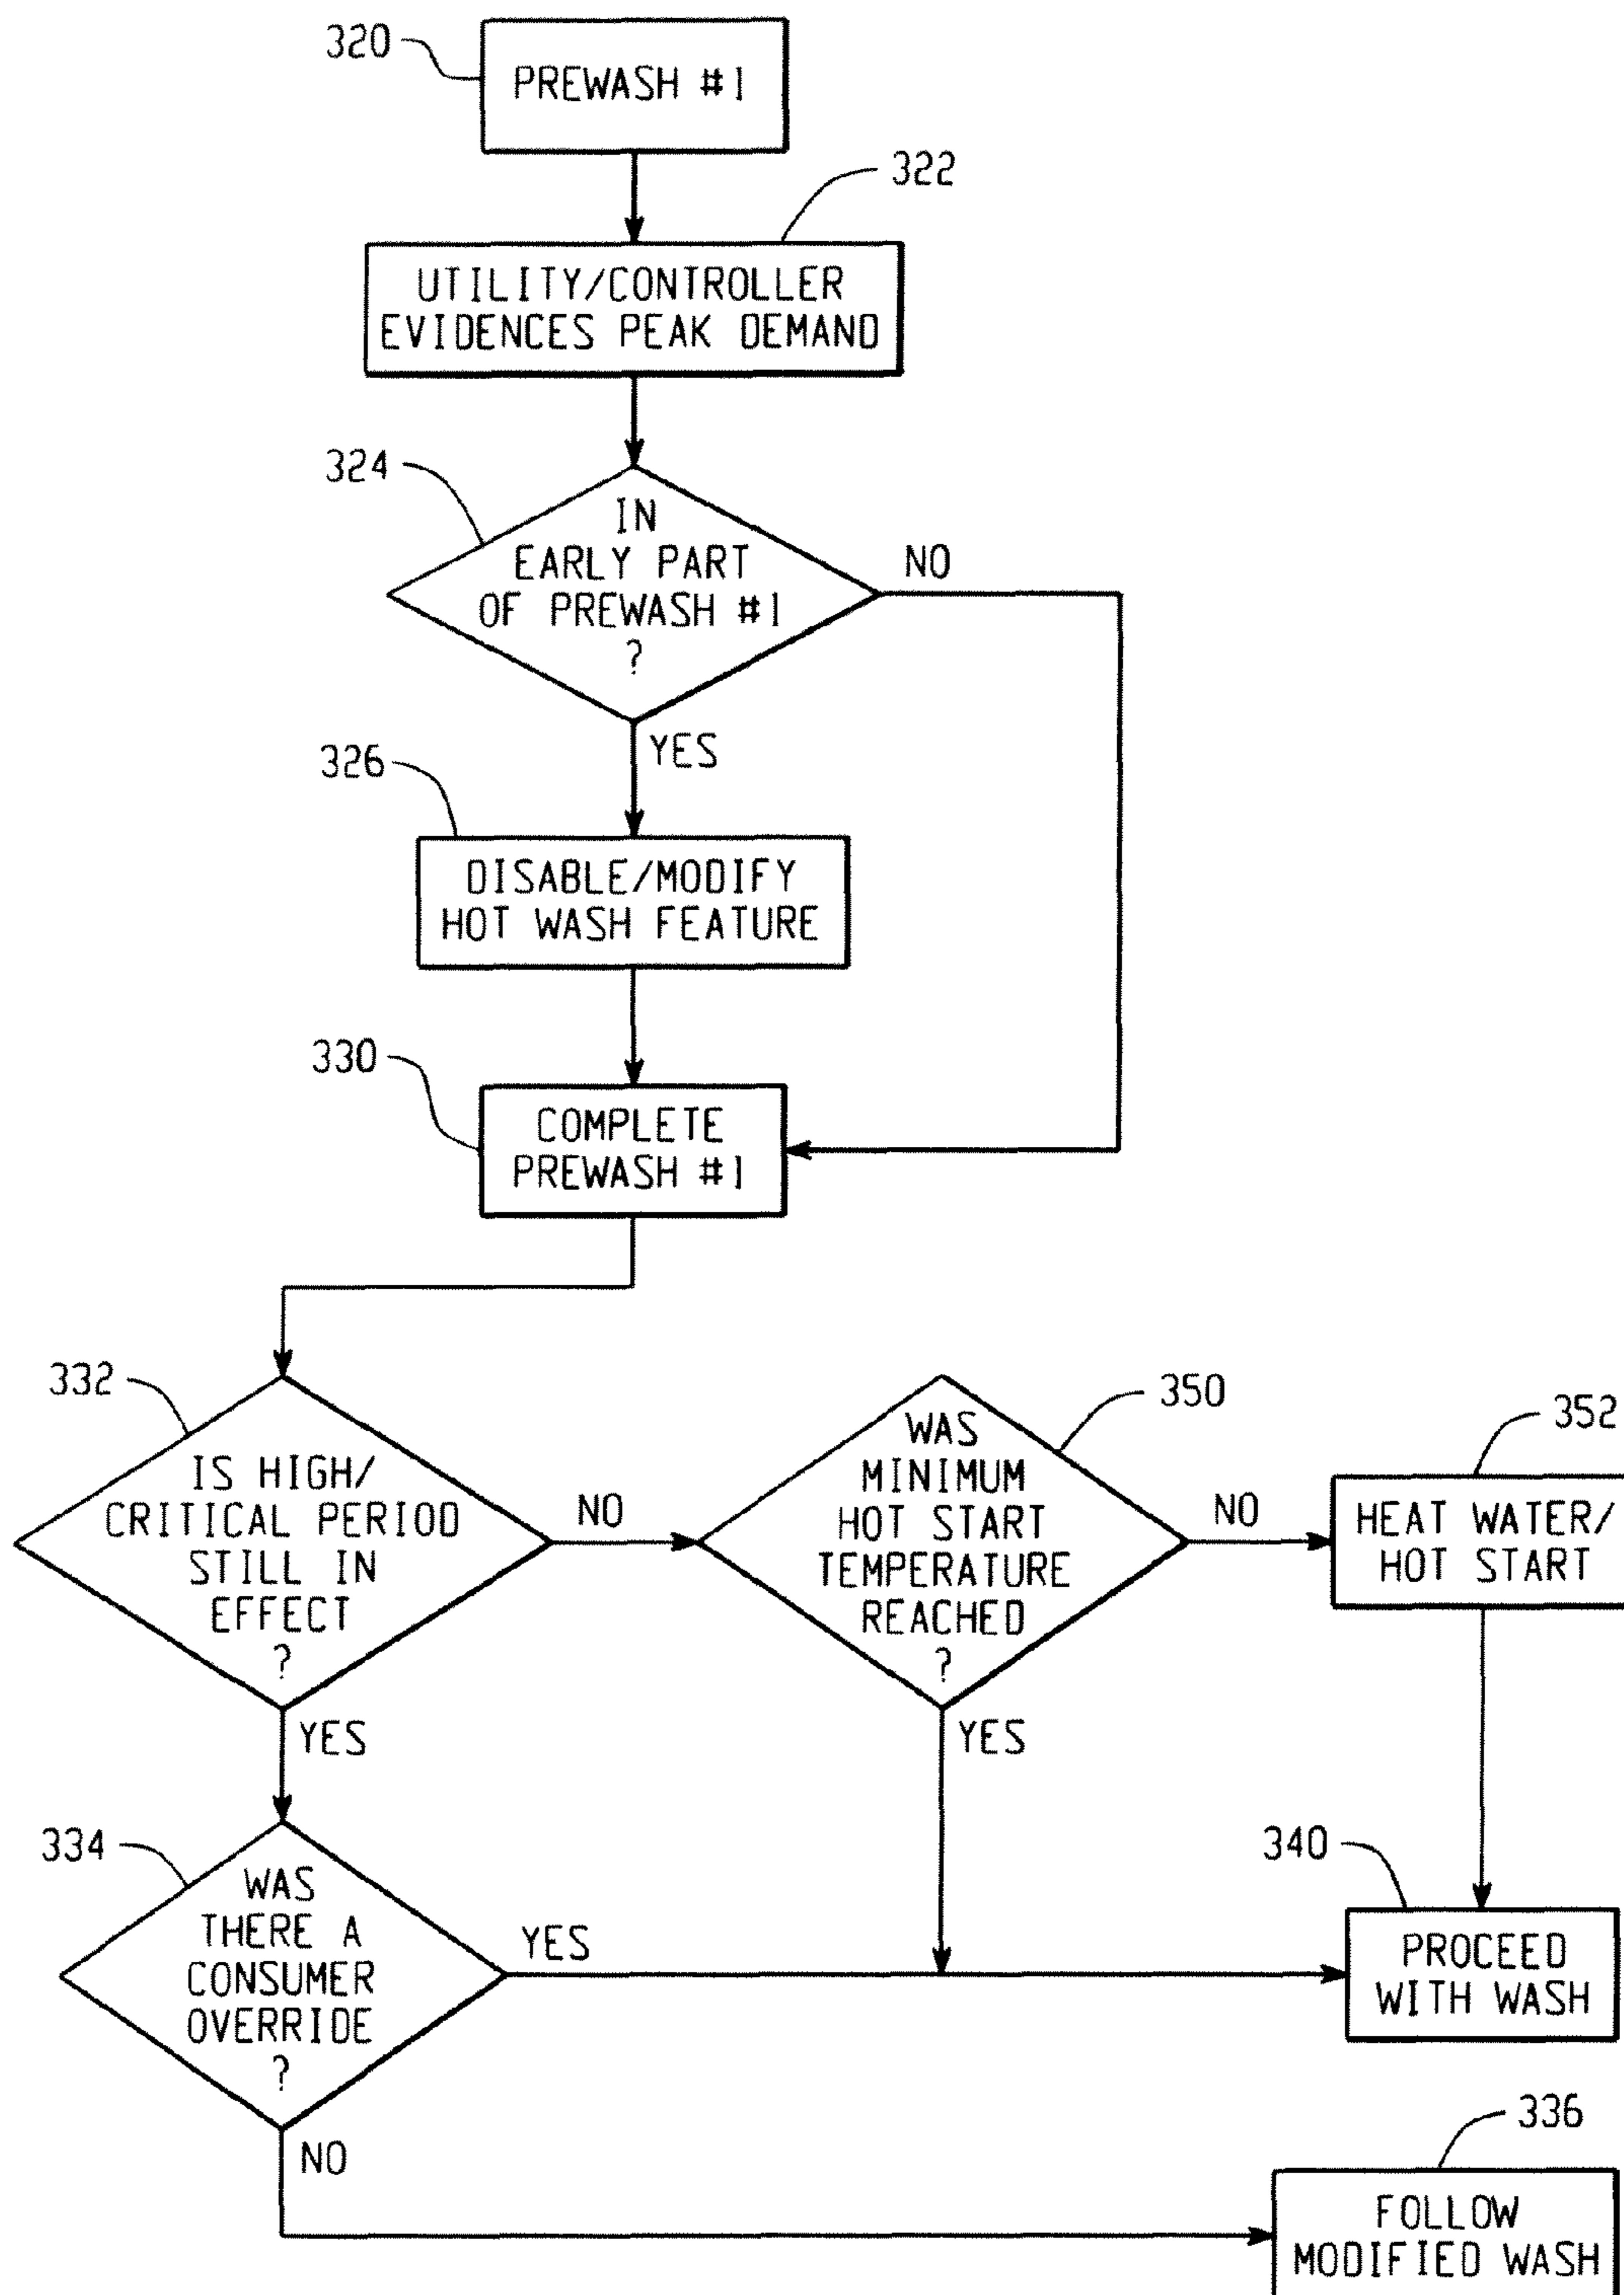 320
PREWASH #1
322
UTILITY/CONTROLLER
EVIDENCES PEAK DEMAND
324
IN
EARLY PART
OF PREWASH #1
?
NO
YES
326
DISABLE/MODIFY
HOT WASH FEATURE
330
COMPLETE
PREWASH #1
332
IS HIGH/
CRITICAL PERIOD
STILL IN
EFFECT
?
NO
YES
350
WAS
MINIMUM
HOT START
TEMPERATURE
REACHED
?
NO
YES
352
HEAT WATER/
HOT START
334
WAS
THERE A
CONSUMER
OVERRIDE
?
YES
NO
340
PROCEED
WITH WASH
336
FOLLOW
MODIFIED WASH